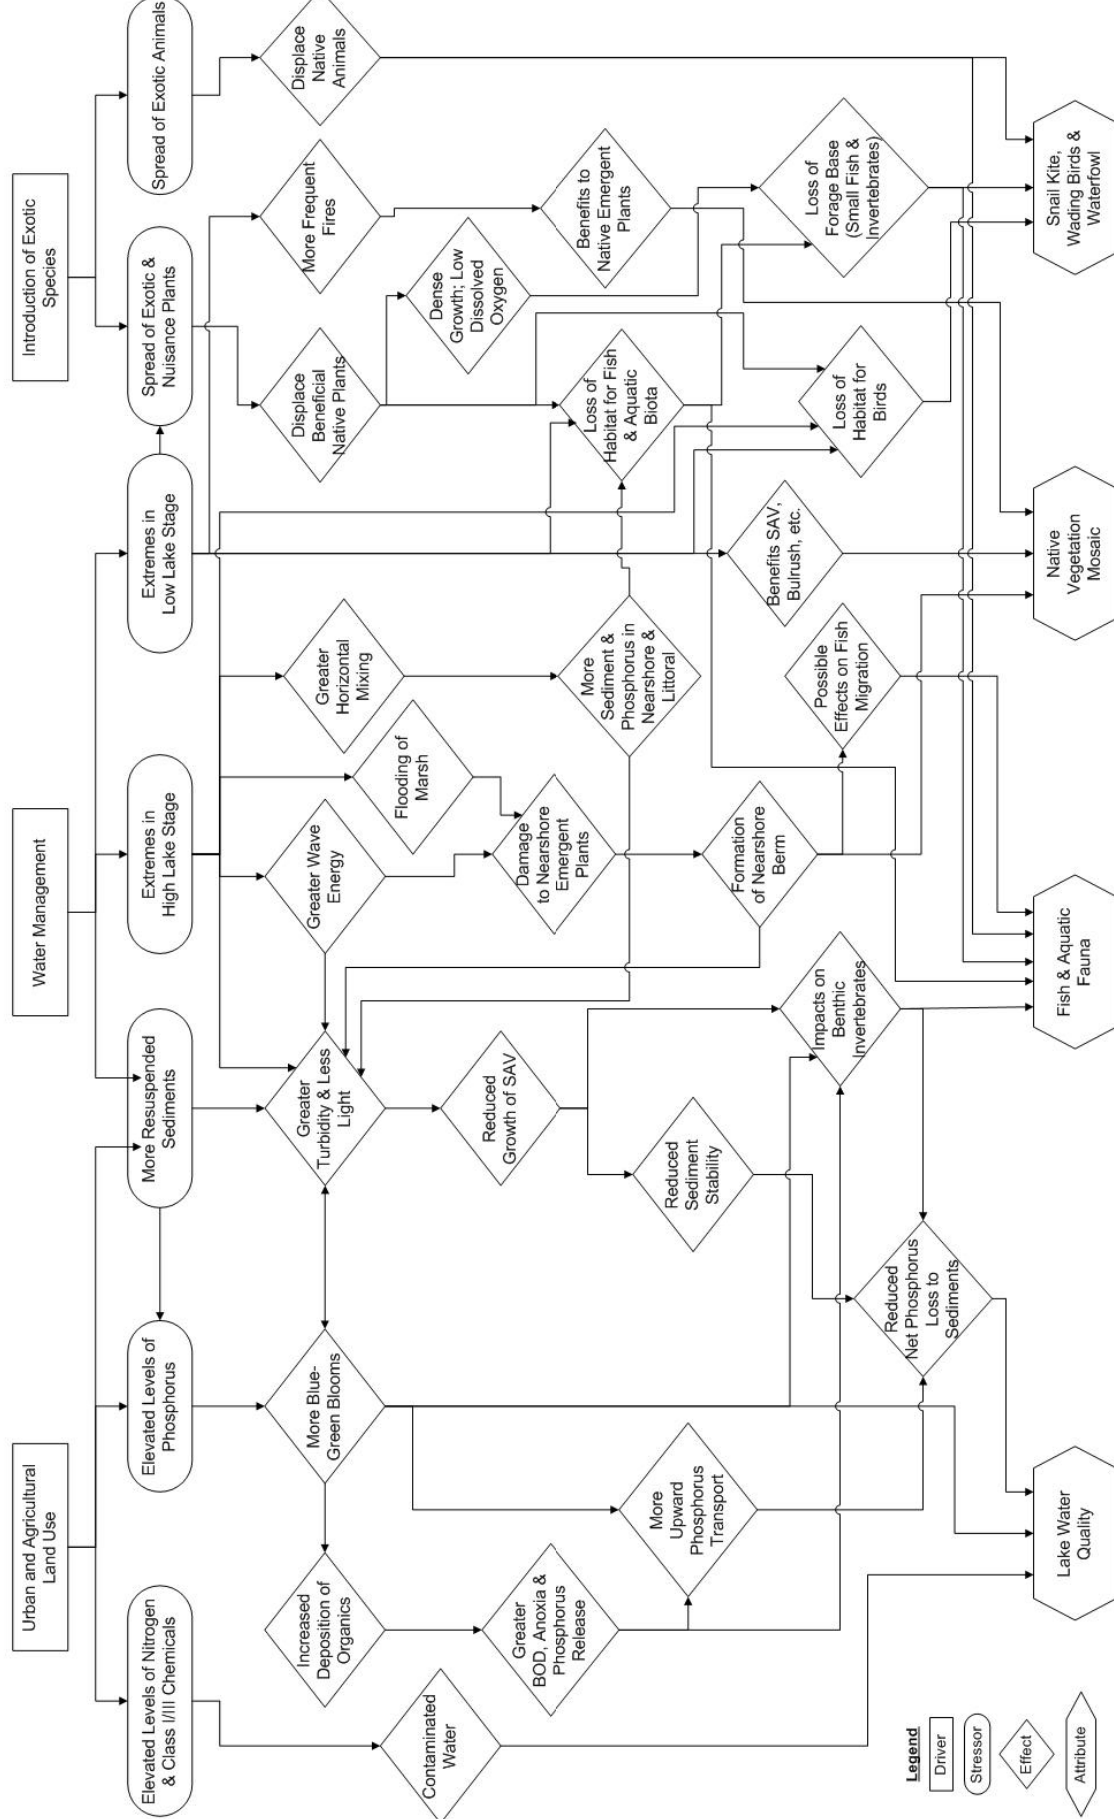 Urban and Agricultural
Land Use
Water Management
Introduction of Exotic
Species
Elevated Levels of Nitrogen
& Class I/III Chemicals
Elevated Levels of
Phosphorus
More Resuspended
Sediments
Extremes in
High Lake Stage
Extremes in
Low Lake Stage
Spread of Exotic &
Nuisance Plants
Spread of Exotic Animals
Increased
Deposition of
Organics
More Blue-
Green Blooms
Greater
Turbidity & Less
Light
Greater Wave
Energy
Greater
Horizontal
Mixing
Displace
Beneficial
Native Plants
More Frequent
Fires
Displace
Native
Animals
Contaminated
Water
Flooding of
Marsh
Dense
Growth; Low
Dissolved
Oxygen
Greater
BOD, Anoxia &
Phosphorus
Release
Reduced
Growth of SAV
Damage
to Nearshore
Emergent
Plants
More
Sediment &
Phosphorus in
Nearshore &
Littoral
Loss of
Habitat for Fish
& Aquatic
Biota
Benefits to
Native Emergent
Plants
More
Upward
Phosphorus
Transport
Reduced
Sediment
Stability
Formation
of Nearshore
Berm
Benefits SAV,
Bulrush, etc.
Impacts on
Benthic
Invertebrates
Possible
Effects on Fish
Migration
Loss of
Habitat for
Birds
Loss of
Forage Base
(Small Fish &
Invertebrates)
Reduced
Net Phosphorus
Loss to
Sediments
Lake Water
Quality
Fish & Aquatic
Fauna
Native
Vegetation
Mosaic
Snail Kite,
Wading Birds &
Waterfowl
Legend
Driver
Stressor
Effect
Attribute